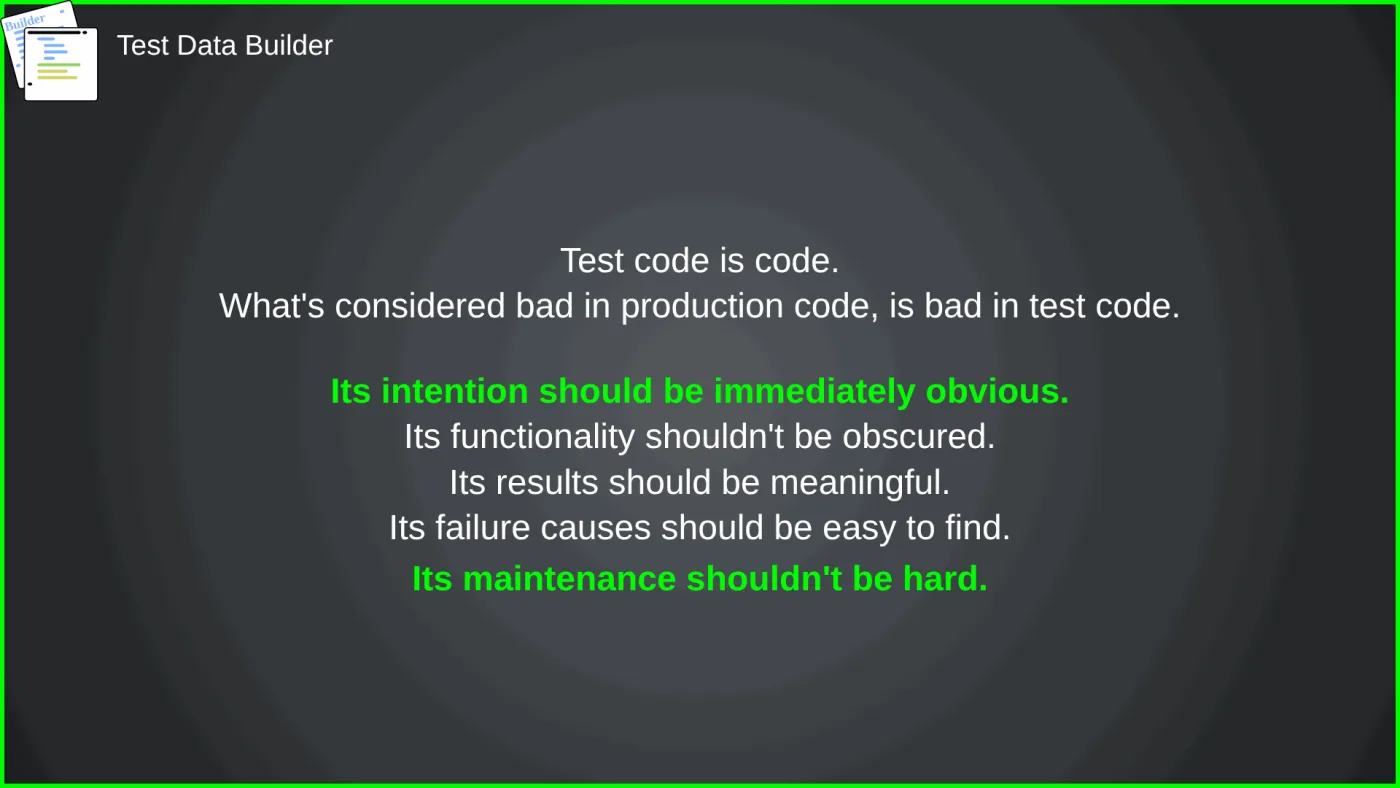 Builder
Test Data Builder
Test code is code.
What's considered bad in production code, is bad in test code.
Its intention should be immediately obvious.
Its functionality shouldn't be obscured.
Its results should be meaningful.
Its failure causes should be easy to find.
Its maintenance shouldn't be hard.